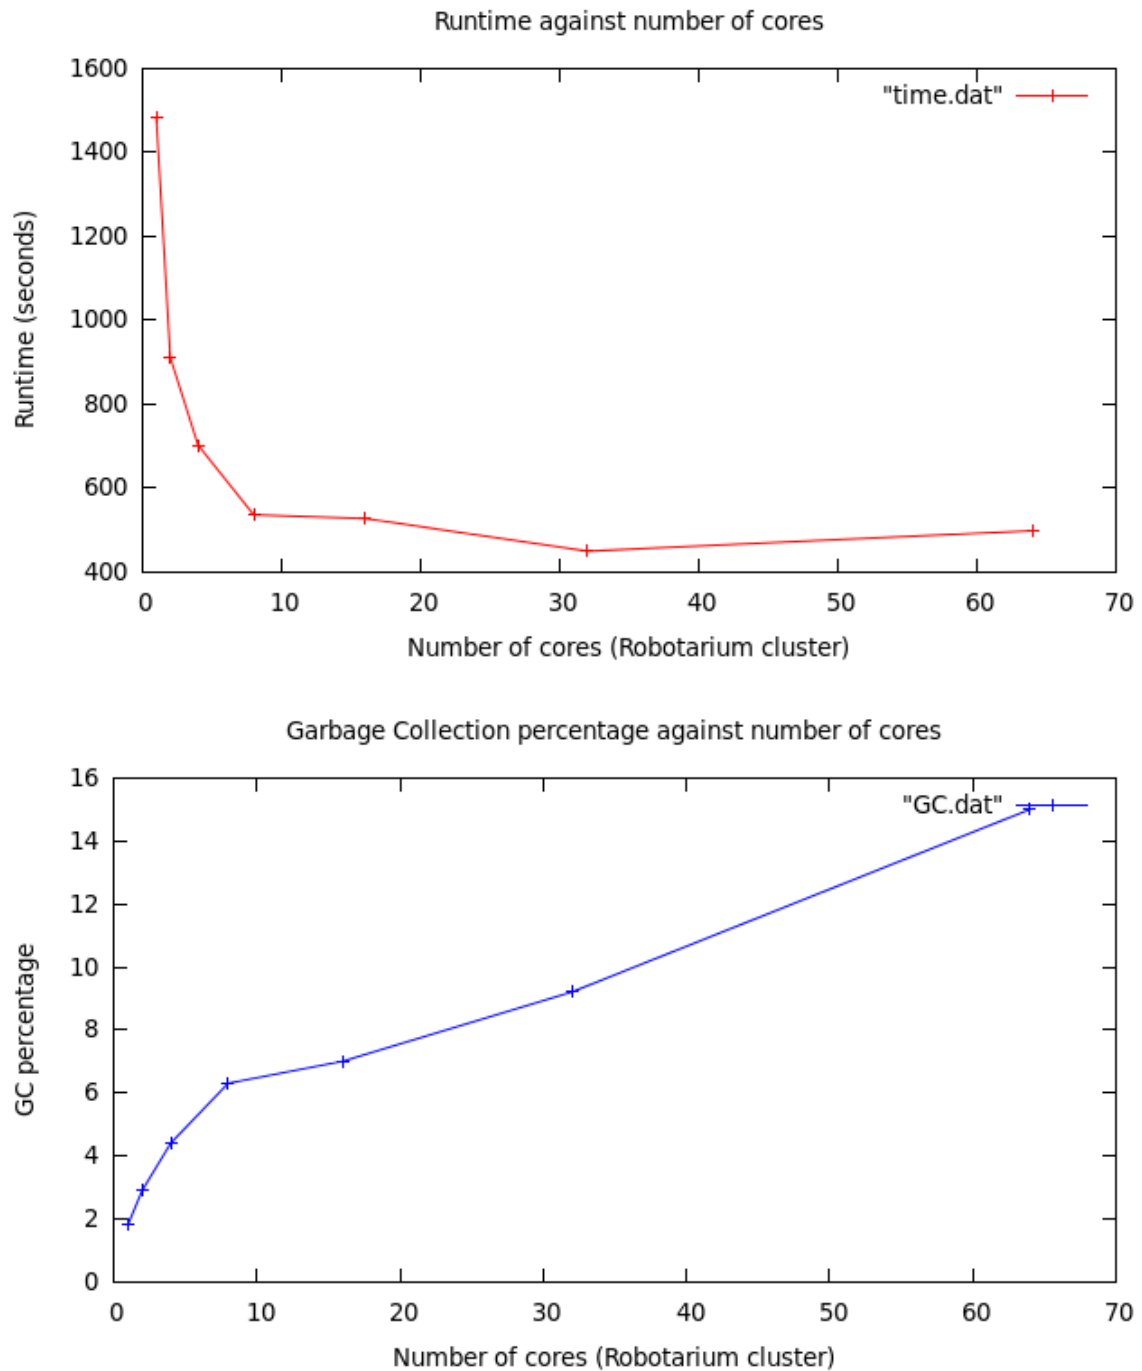 Runtime against number of cores
1600
"time.dat"
1400
1200
1000
800
600
400
Runtime (seconds)
0 10 20 30 40 50 60 70
Number of cores (Robotarium cluster)
Garbage Collection percentage against number of cores
16
"GC.dat"
14
12
10
8
6
4
2
0
GC percentage
0 10 20 30 40 50 60 70
Number of cores (Robotarium cluster)